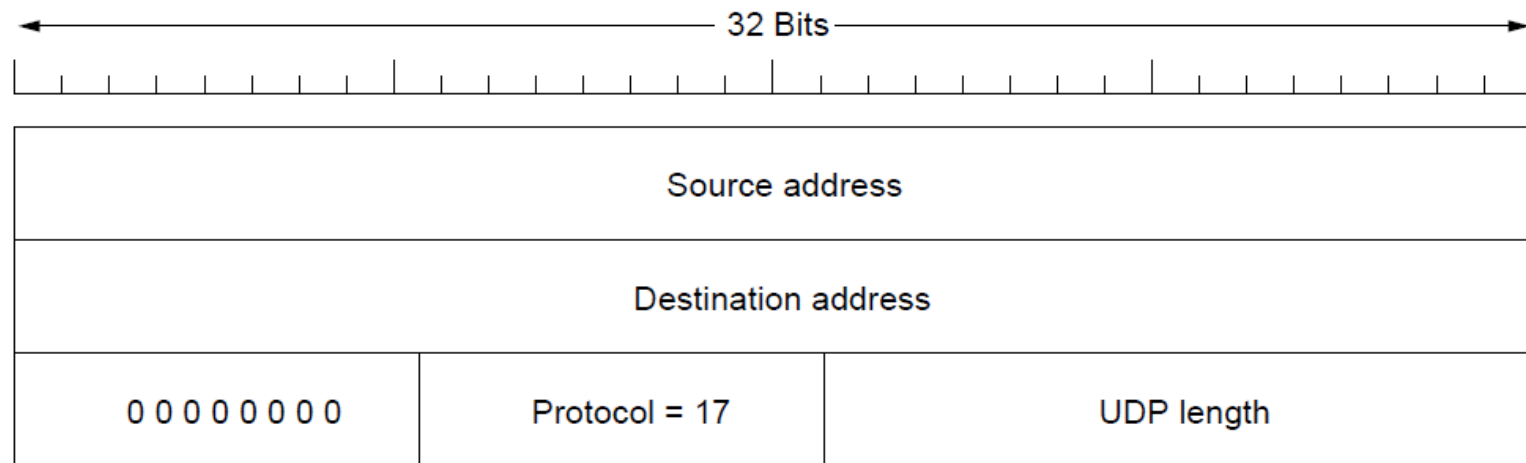 32 Bits
Source address
Destination address
0 0 0 0 0 0 0 0 Protocol = 17 UDP length